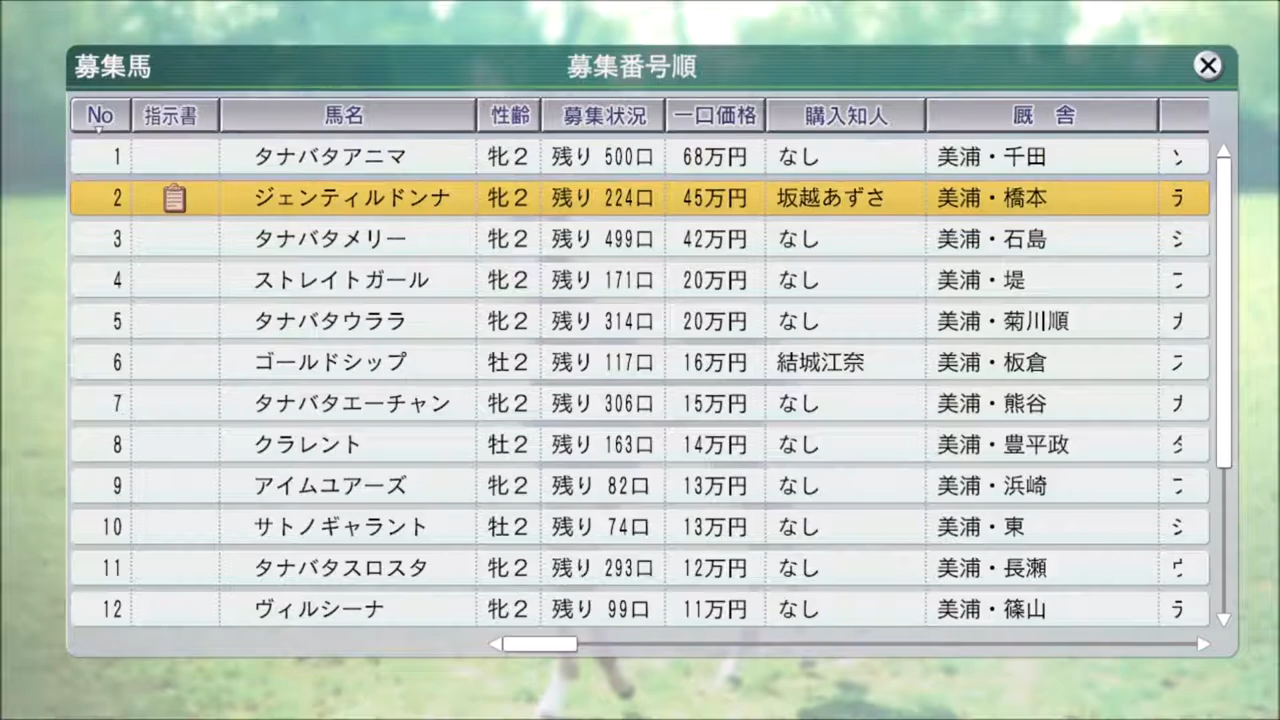 募集馬 募集番号順
No 指示書 馬名 性齢 募集状況 一口価格 購入知人 厩 舎
1 タナバタアニマ 牝2 残り 500口 68万円 なし 美浦・千田
2 ジェンティルドンナ 牝2 残り 224口 45万円 坂越あずさ 美浦・橋本
3 タナバタメリー 牝2 残り 499口 42万円 なし 美浦・石島
4 ストレイトガール 牝2 残り 171口 20万円 なし 美浦・堤
5 タナバタウララ 牝2 残り 314口 20万円 なし 美浦・菊川順
6 ゴールドシップ 牡2 残り 117口 16万円 結城江奈 美浦・板倉
7 タナバタエーチャン 牝2 残り 306口 15万円 なし 美浦・熊谷
8 クラレント 牡2 残り 163口 14万円 なし 美浦・豊平政
9 アイムユアーズ 牝2 残り 82口 13万円 なし 美浦・浜崎
10 サトノギャラント 牡2 残り 74口 13万円 なし 美浦・東
11 タナバタスロスタ 牝2 残り 293口 12万円 なし 美浦・長瀬
12 ヴィルシーナ 牝2 残り 99口 11万円 なし 美浦・篠山